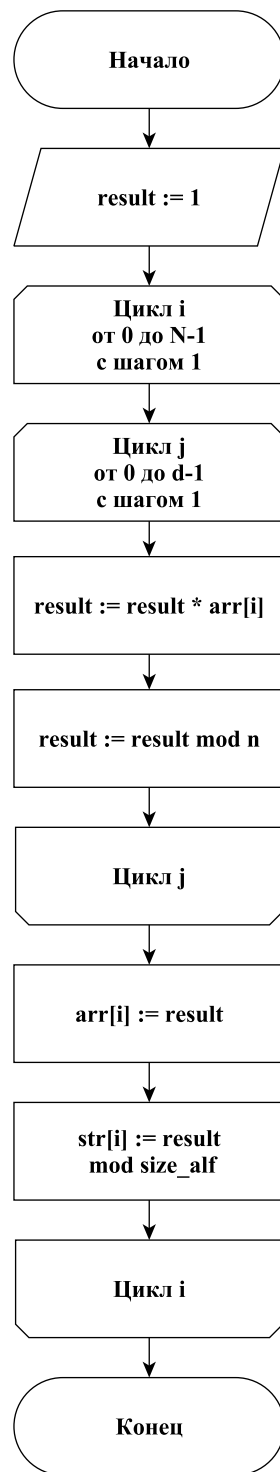 Начало
result := 1
Цикл i
от 0 до N-1
с шагом 1
Цикл j
от 0 до d-1
с шагом 1
result := result * arr[i]
result := result mod n
Цикл j
arr[i] := result
str[i] := result
mod size_alf
Цикл i
Конец